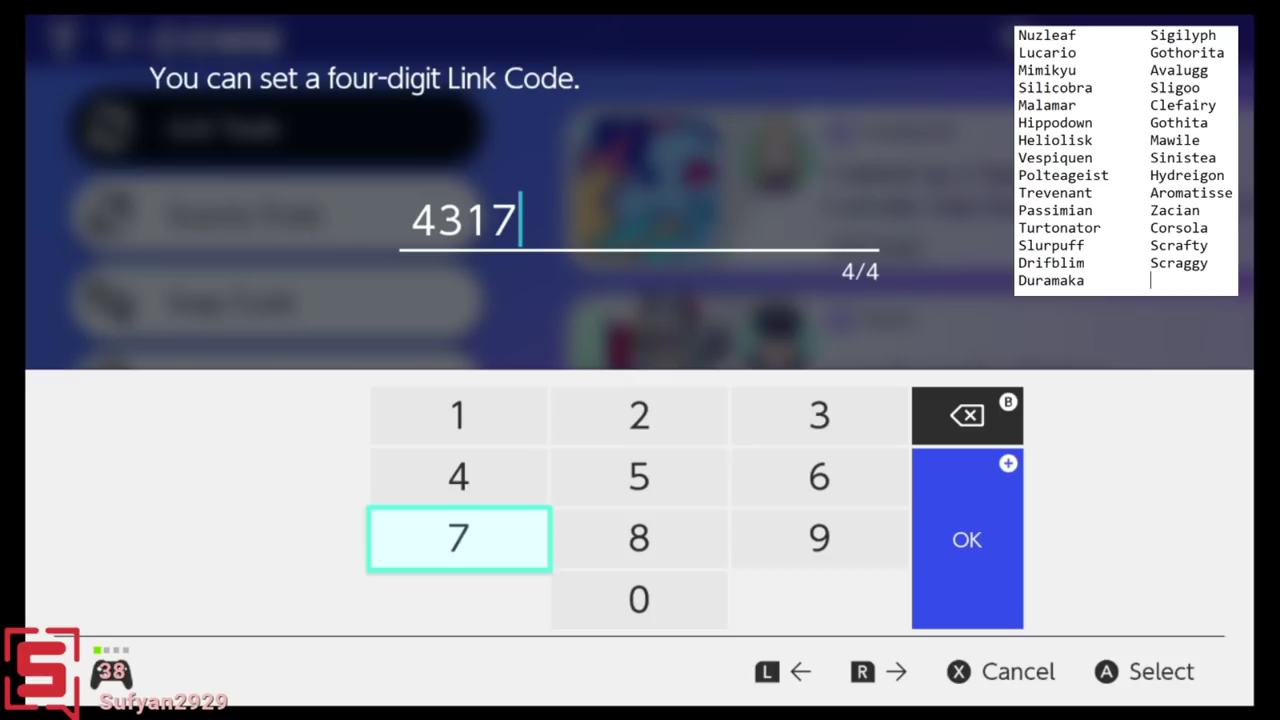 You can set a four-digit Link Code.
4317
4/4
Nuzleaf
Lucario
Mimikyu
Silicobra
Malamar
Hippodown
Heliolisk
Vespiquen
Polteageist
Trevenant
Passimian
Turtonator
Slurpuff
Drifblim
Duramaka
Sigilyph
Gothorita
Avalugg
Sligoo
Clefairy
Gothita
Mawile
Sinistea
Hydreigon
Aromatisse
Zacian
Corsola
Scrafty
Scraggy
1 2 3 B
4 5 6 +
7 8 9 OK
0
S
38
Sufyan2929
L ← R → X Cancel A Select